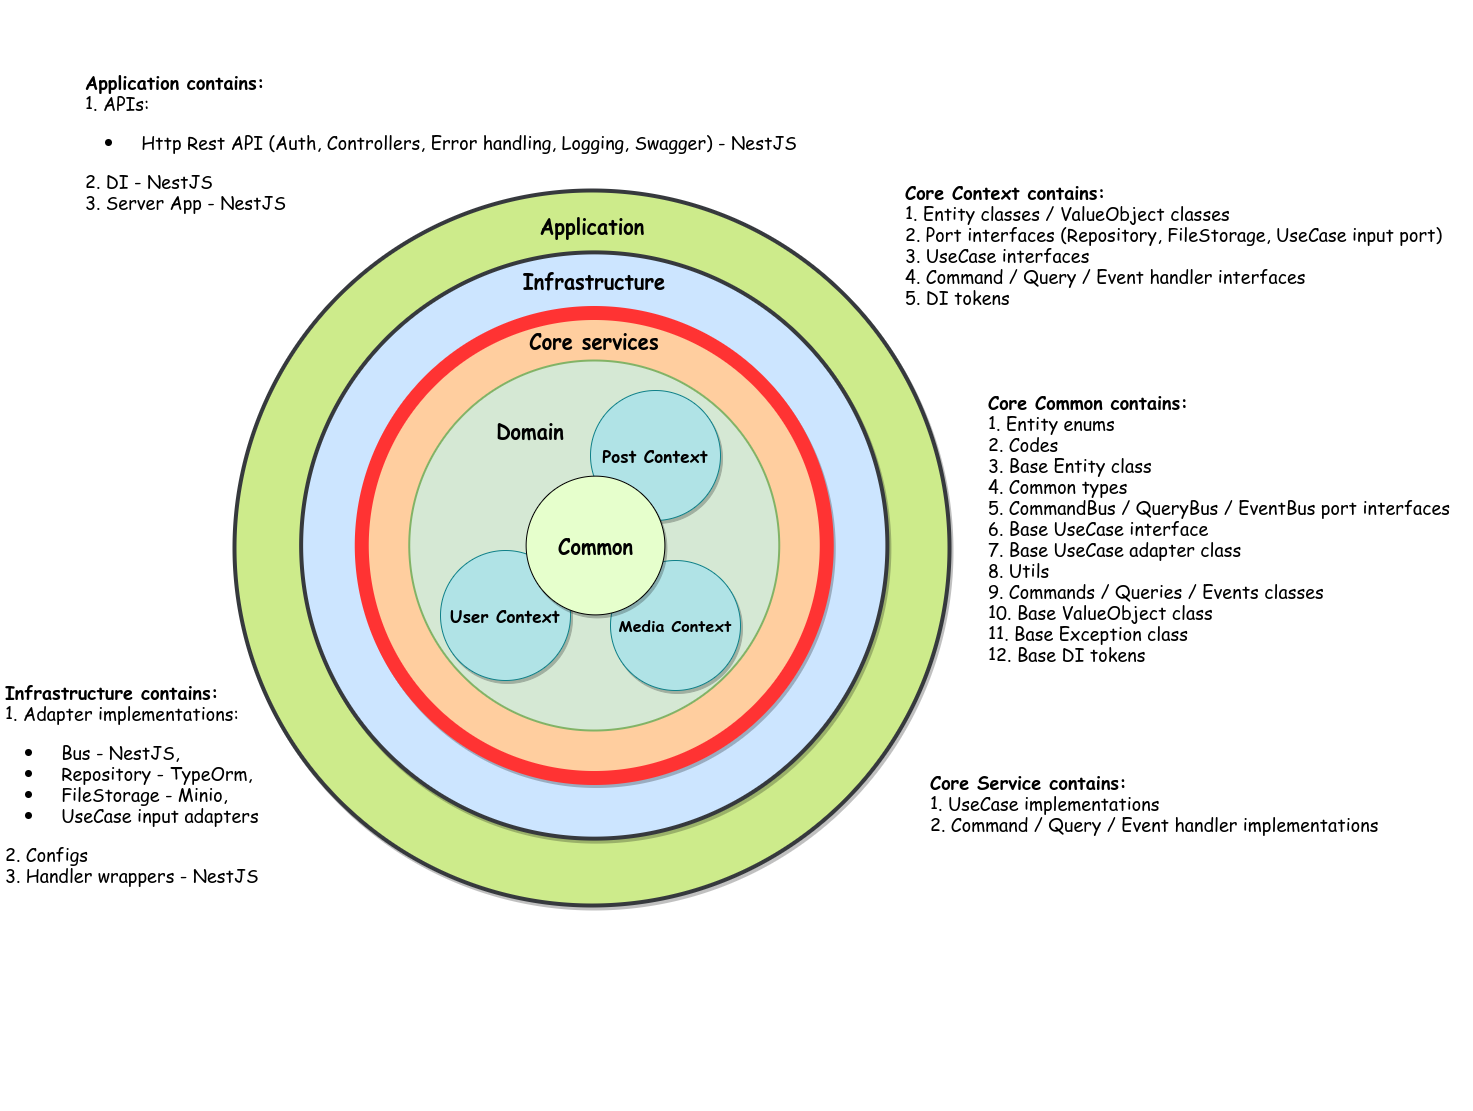 Application contains:
1. APIs:
• Http Rest API (Auth, Controllers, Error handling, Logging, Swagger) - NestJS
2. DI - NestJS
3. Server App - NestJS
Core Context contains:
1. Entity classes / ValueObject classes
2. Port interfaces (Repository, FileStorage, UseCase input port)
3. UseCase interfaces
4. Command / Query / Event handler interfaces
5. DI tokens
Application
Infrastructure
Core services
Domain
Post Context
Common
User Context
Media Context
Core Common contains:
1. Entity enums
2. Codes
3. Base Entity class
4. Common types
5. CommandBus / QueryBus / EventBus port interfaces
6. Base UseCase interface
7. Base UseCase adapter class
8. Utils
9. Commands / Queries / Events classes
10. Base ValueObject class
11. Base Exception class
12. Base DI tokens
Infrastructure contains:
1. Adapter implementations:
• Bus - NestJS,
• Repository - TypeOrm,
• FileStorage - Minio,
• UseCase input adapters
2. Configs
3. Handler wrappers - NestJS
Core Service contains:
1. UseCase implementations
2. Command / Query / Event handler implementations